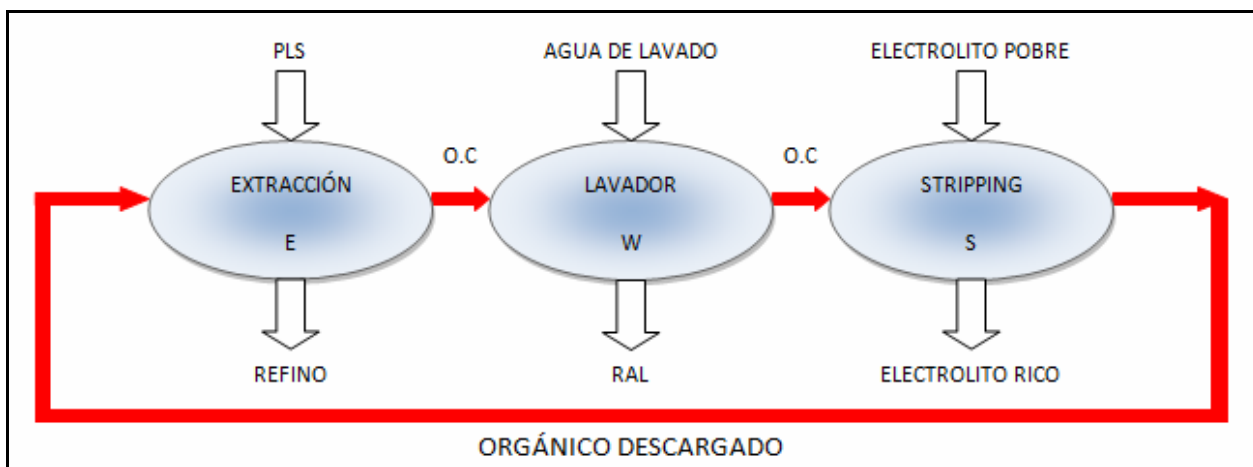 PLS
AGUA DE LAVADO
ELECTROLITO POBRE
O.C
O.C
EXTRACCIÓN
LAVADOR
STRIPPING
E
W
S
REFINO
RAL
ELECTROLITO RICO
ORGÁNICO DESCARGADO